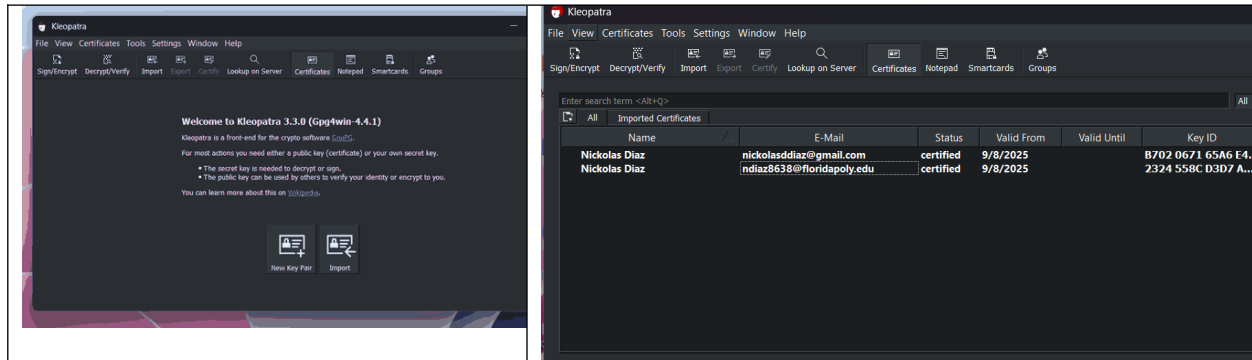 Kleopatra
File View Certificates Tools Settings Window Help
Sign/Encrypt Decrypt/Verify Import Export Certify Lookup on Server Certificates Notepad Smartcards Groups
Welcome to Kleopatra 3.3.0 (Gpg4win-4.4.1)
Kleopatra is a front-end for the crypto software GnuPG.
For most actions you need either a public key (certificate) or your own secret key.
• The secret key is needed to decrypt or sign.
• The public key can be used by others to verify your identity or encrypt to you.
You can learn more about this on Wikipedia.
New Key Pair Import
Kleopatra
File View Certificates Tools Settings Window Help
Sign/Encrypt Decrypt/Verify Import Export Certify Lookup on Server Certificates Notepad Smartcards Groups
Enter search term <Alt+Q> All
All Imported Certificates
Name E-Mail Status Valid From Valid Until Key ID
Nickolas Diaz nickolasddiaz@gmail.com certified 9/8/2025 B702 0671 65A6 E4...
Nickolas Diaz ndiaz8638@floridapoly.edu certified 9/8/2025 2324 558C D3D7 A...